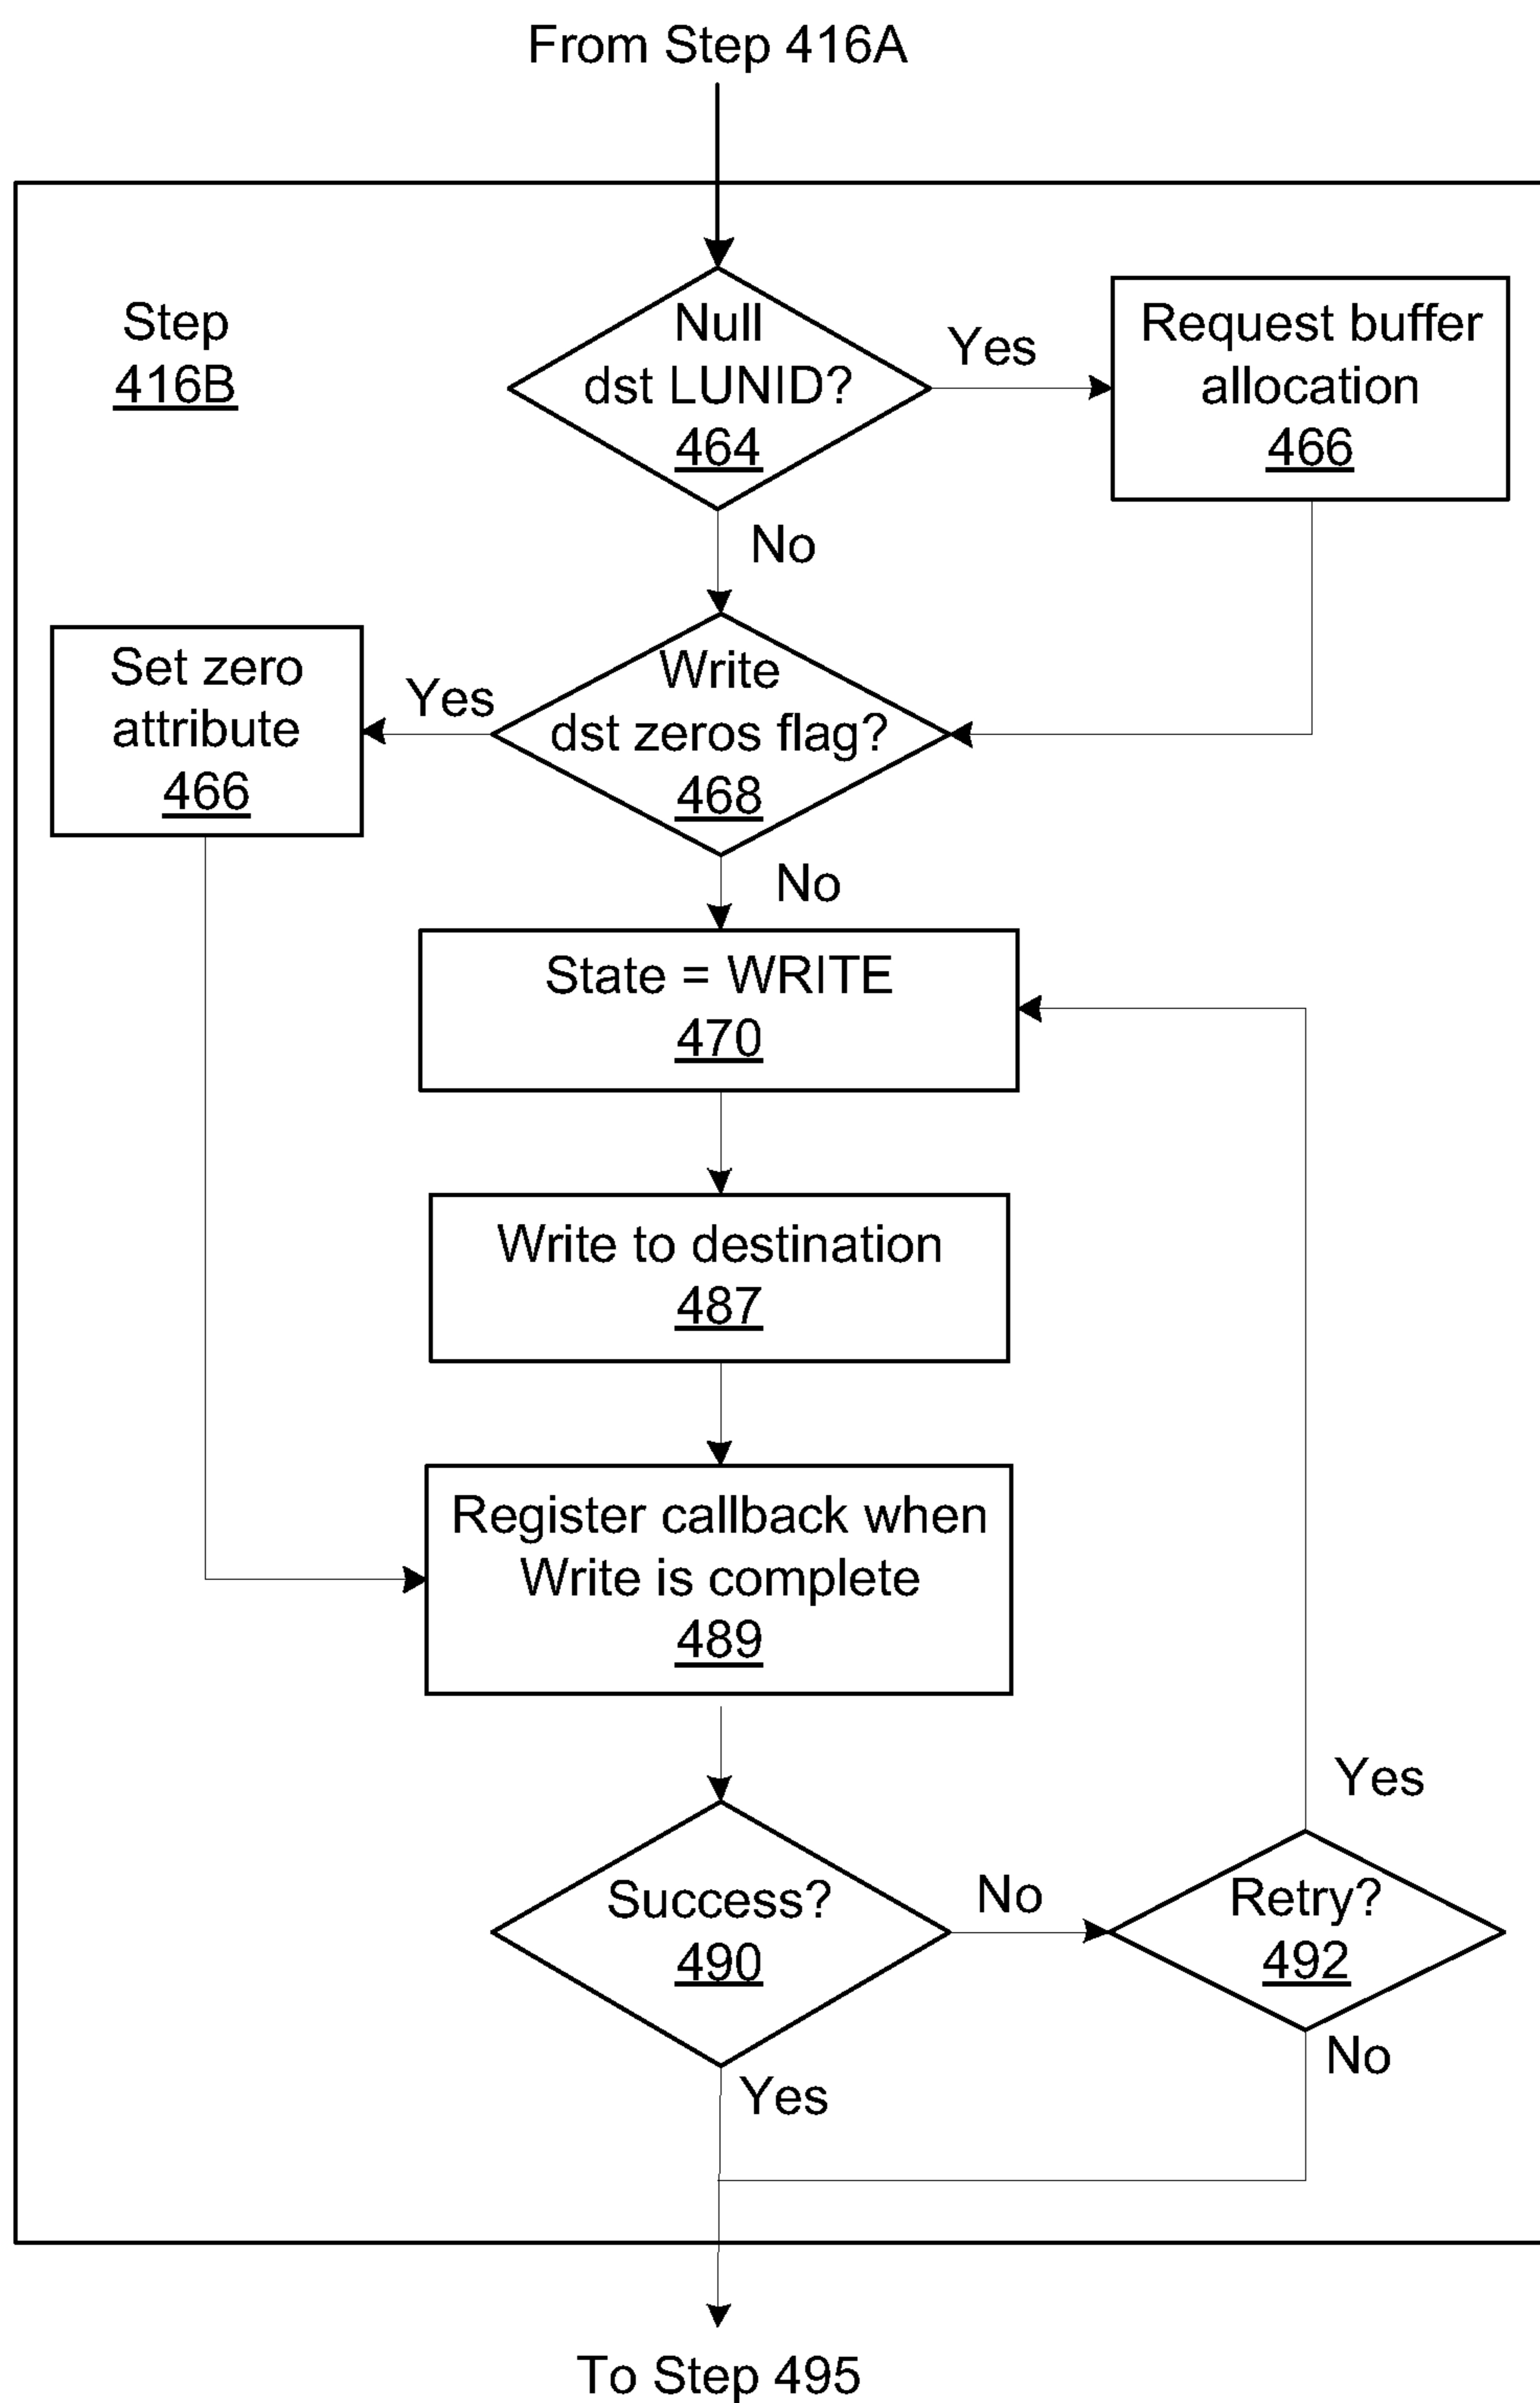 From Step 416A
Step
416B
Null
dst LUNID?
464
Yes
Request buffer
allocation
466
No
Set zero
attribute
466
Yes
Write
dst zeros flag?
468
No
State = WRITE
470
Write to destination
487
Register callback when
Write is complete
489
Yes
Success?
490
No
Retry?
492
Yes
No
To Step 495